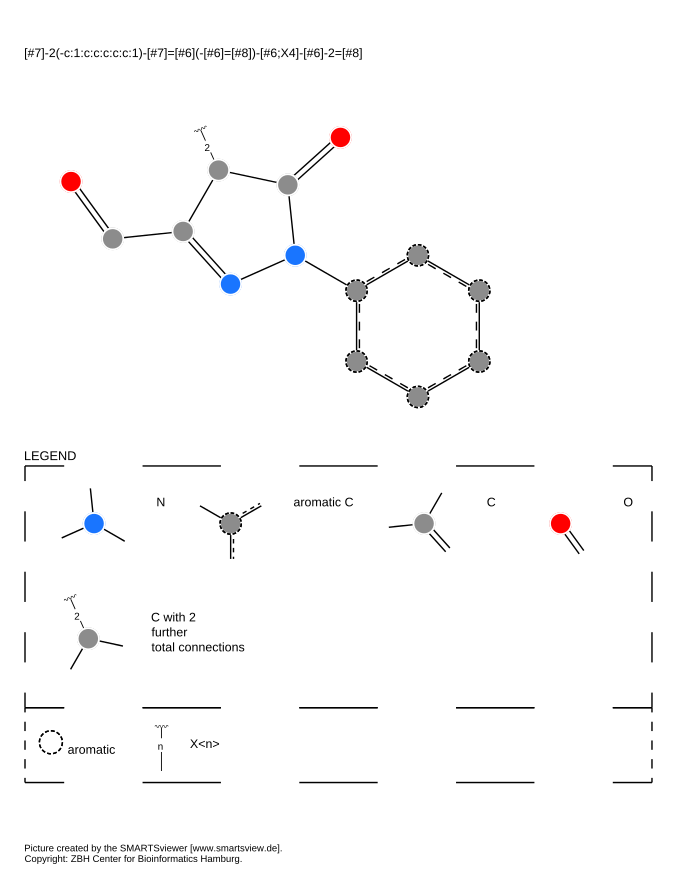 [#7]-2(-c:1:c:c:c:c:c:1)-[#7]=[#6](-[#6]=[#8])-[#6;X4]-[#6]-2=[#8]
2
LEGEND
N
aromatic C
C
O
2
C with 2
further
total connections
aromatic
n
X<n>
Picture created by the SMARTSviewer [www.smartsview.de].
Copyright: ZBH Center for Bioinformatics Hamburg.